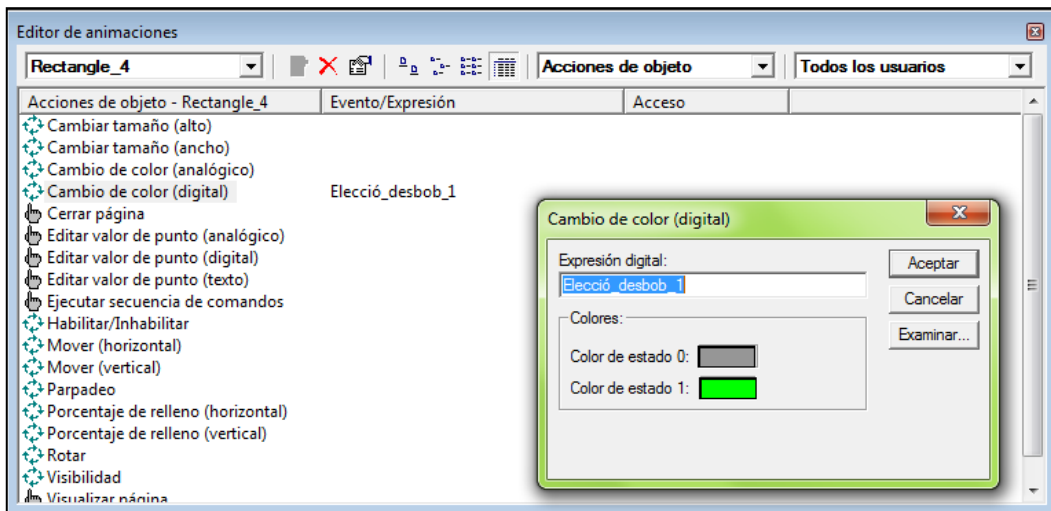 Editor de animaciones
Rectangle_4 Acciones de objeto Todos los usuarios
Acciones de objeto - Rectangle_4 Evento/Expresión Acceso
Cambiar tamaño (alto)
Cambiar tamaño (ancho)
Cambio de color (analógico)
Cambio de color (digital) Elecció_desbob_1
Cerrar página
Editar valor de punto (analógico)
Editar valor de punto (digital)
Editar valor de punto (texto)
Ejecutar secuencia de comandos
Habilitar/Inhabilitar
Mover (horizontal)
Mover (vertical)
Parpadeo
Porcentaje de relleno (horizontal)
Porcentaje de relleno (vertical)
Rotar
Visibilidad
Visualizar página
Cambio de color (digital)
Expresión digital:
Elecció_desbob_1
Colores:
Color de estado 0:
Color de estado 1:
Aceptar
Cancelar
Examinar...